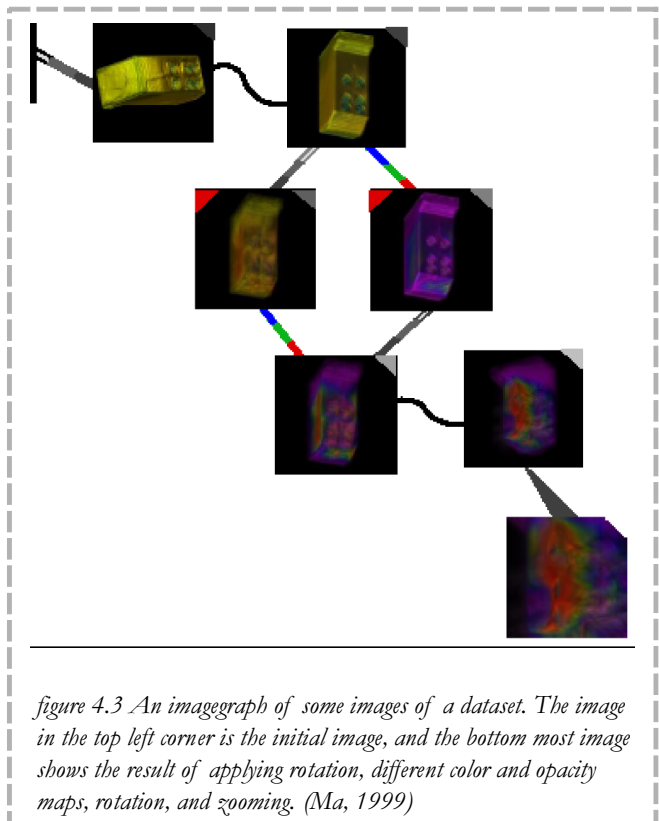 figure 4.3 An imagegraph of some images of a dataset. The image
in the top left corner is the initial image, and the bottom most image
shows the result of applying rotation, different color and opacity
maps, rotation, and zooming. (Ma, 1999)